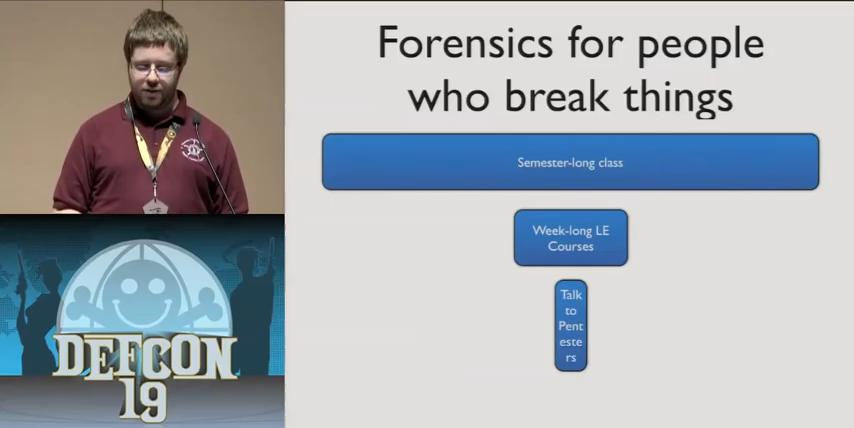 Forensics for people
who break things
Semester-long class
Week-long LE
Courses
Talk
to
Pent
este
rs
DEFCON
19